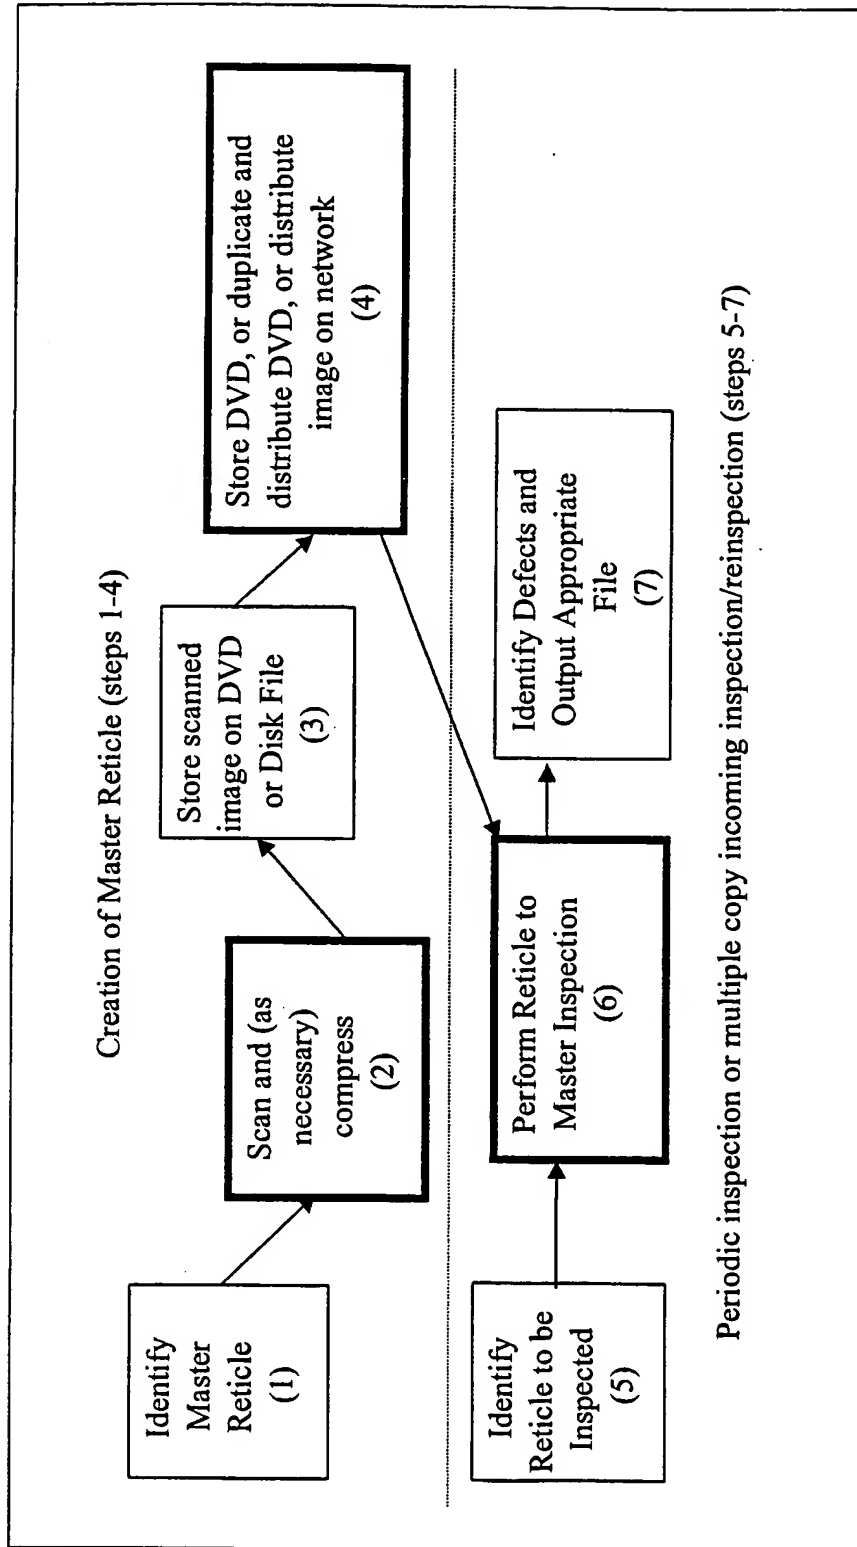 Creation of Master Reticle (steps 1-4)
Identify
Master
Reticle
(1)
Scan and (as
necessary)
compress
(2)
Store scanned
image on DVD
or Disk File
(3)
Store DVD, or duplicate and
distribute DVD, or distribute
image on network
(4)
Identify
Reticle to be
Inspected
(5)
Perform Reticle to
Master Inspection
(6)
Identify Defects and
Output Appropriate
File
(7)
Periodic inspection or multiple copy incoming inspection/reinspection (steps 5-7)